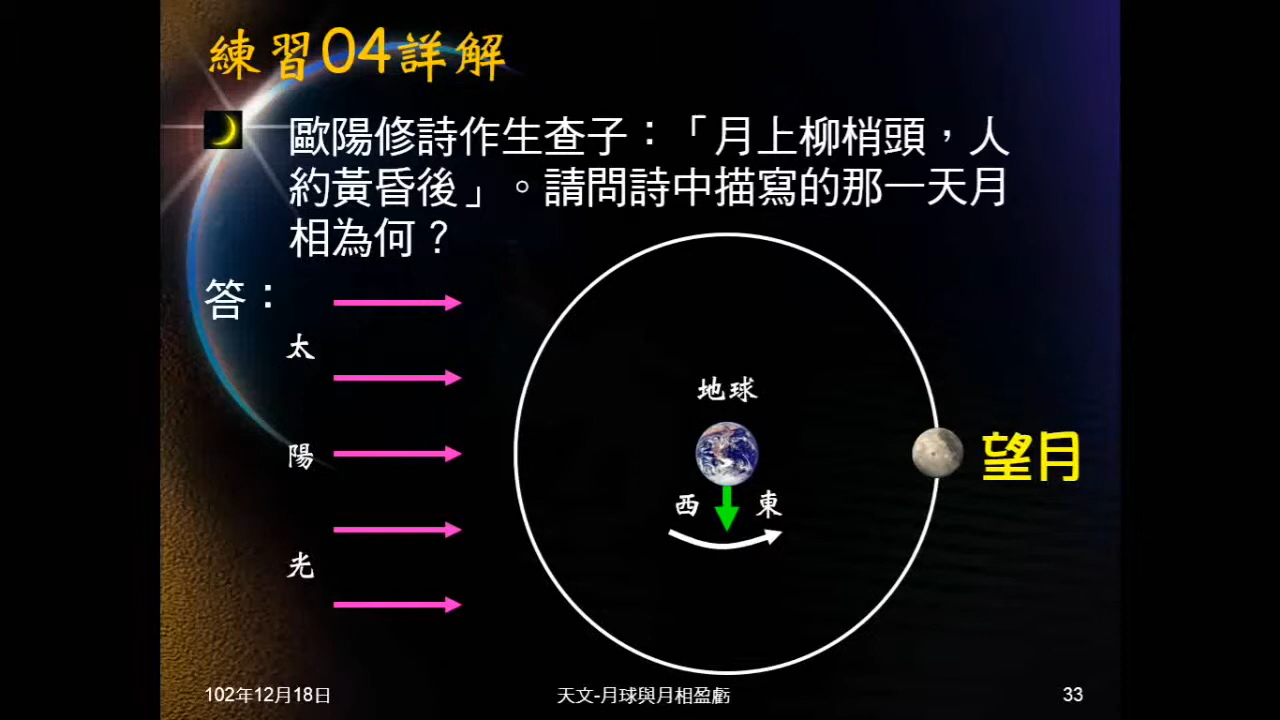 練習04詳解
歐陽修詩作生查子：「月上柳梢頭，人
約黃昏後」。請問詩中描寫的那一天月
相為何？
答：
太
陽
光
地球
望月
西
東
102年12月18日
天文-月球與月相盈虧
33